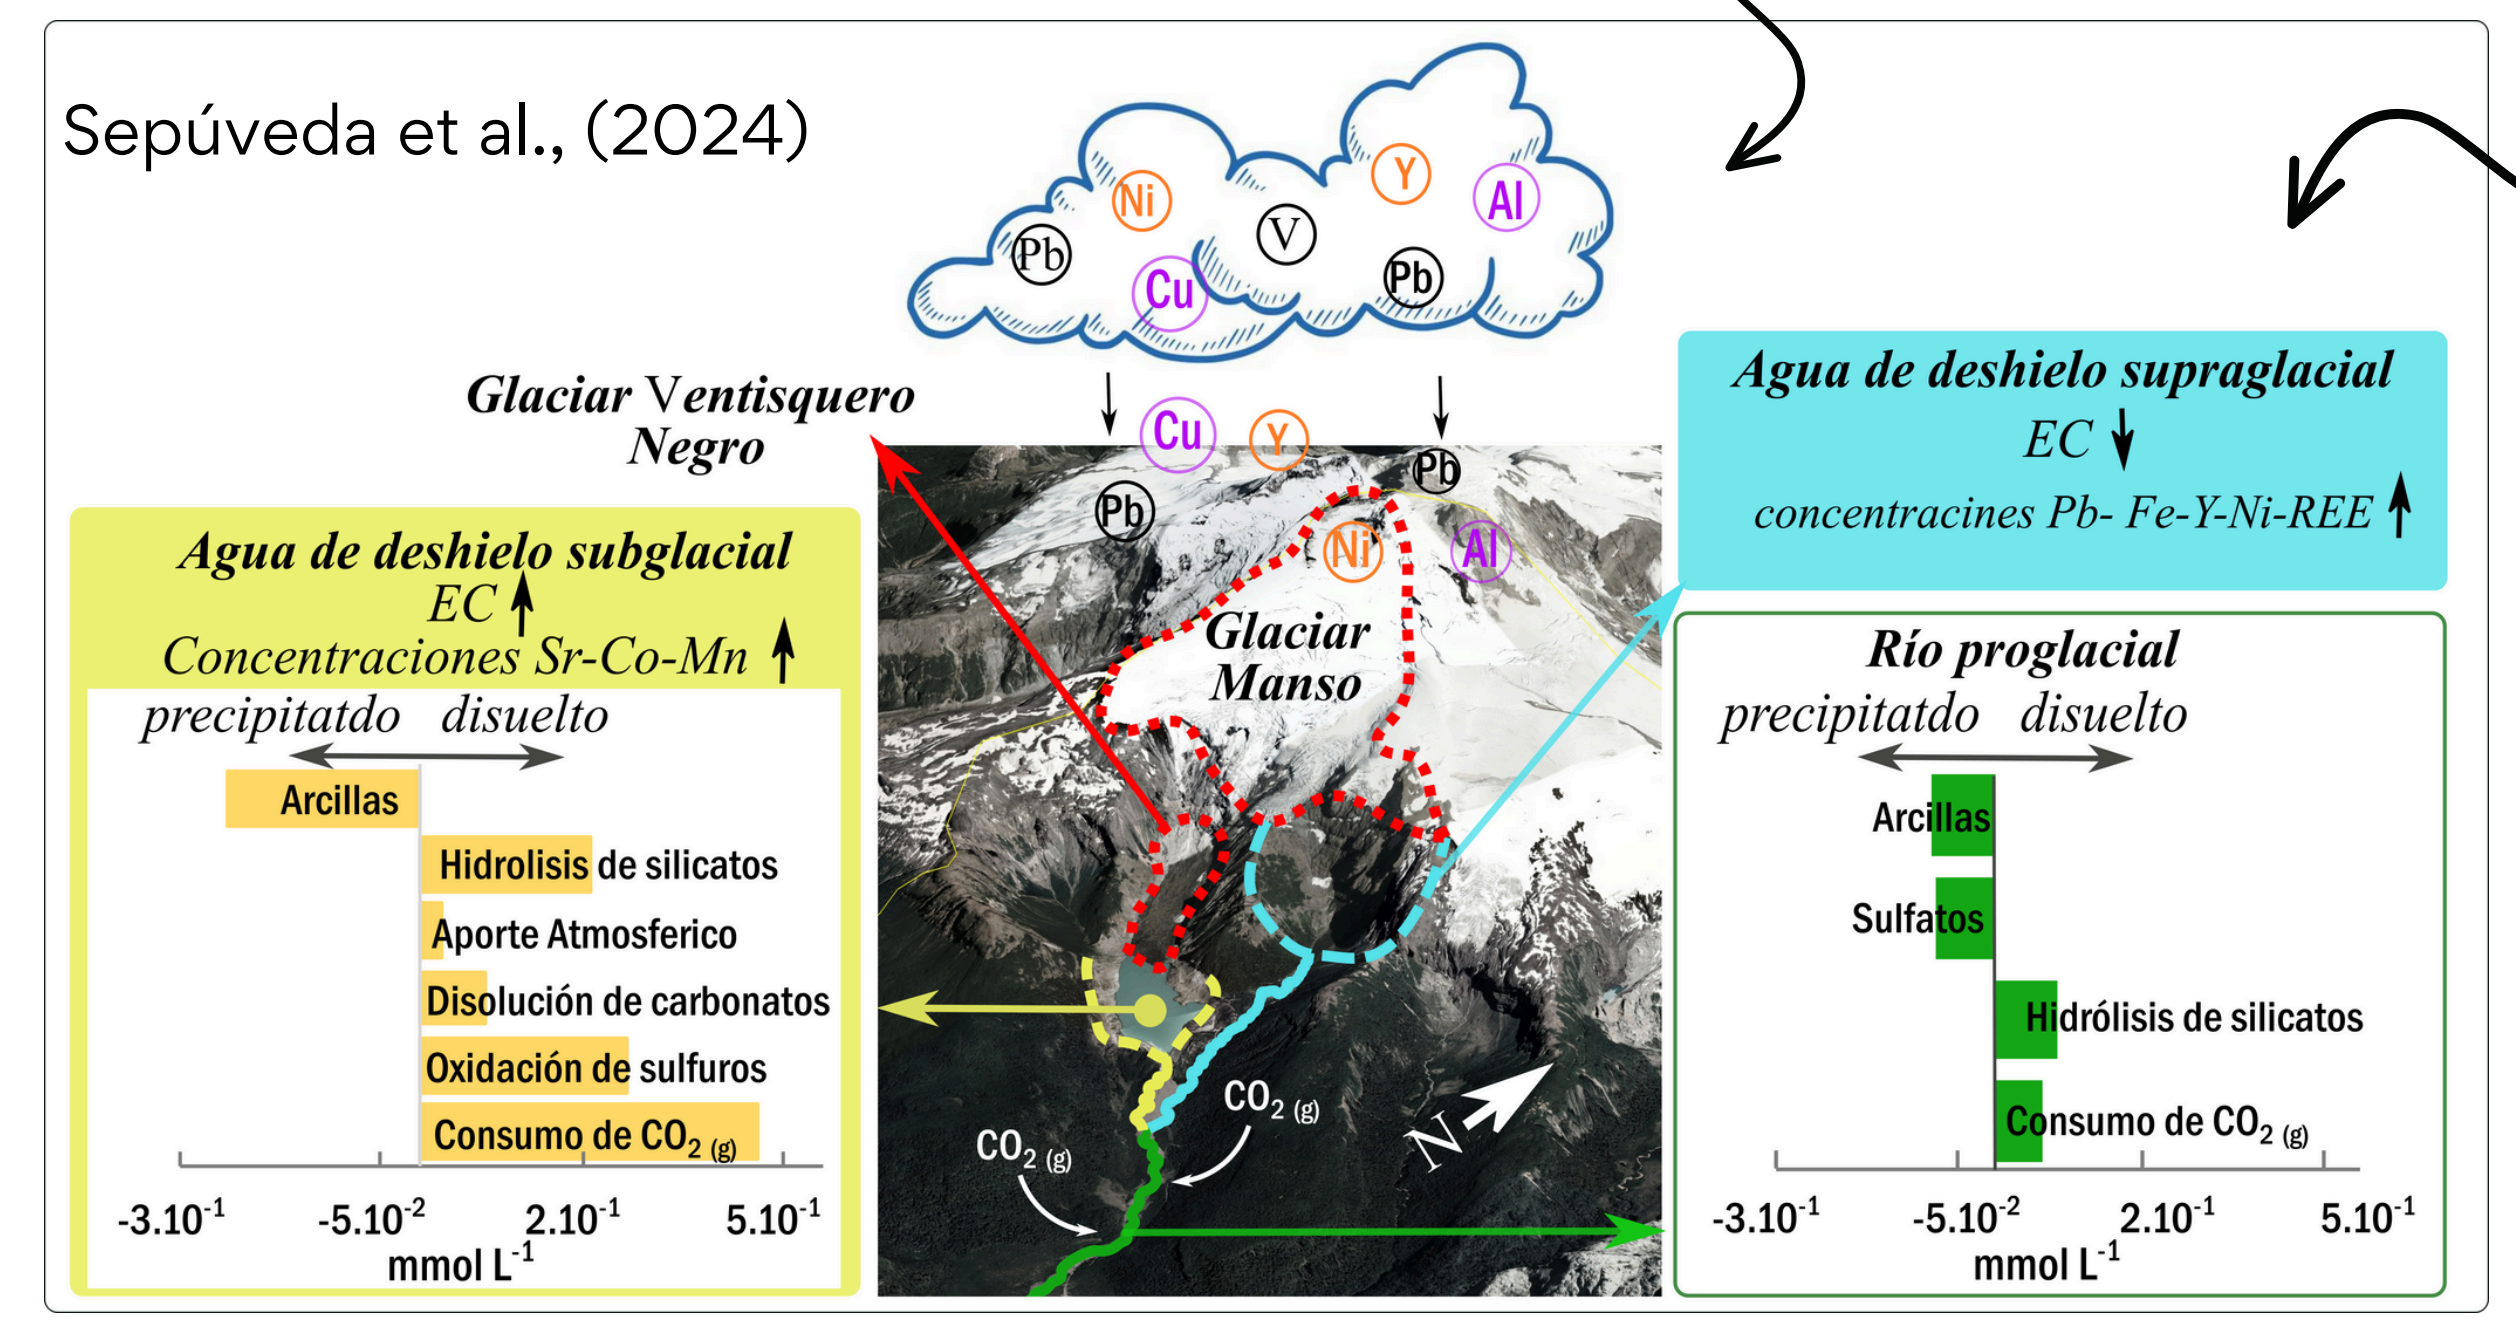 Sepúveda et al., (2024)
Ni
Y
Al
Pb
V
Cu
Pb
Glaciar Ventisquero
Negro
Cu
Y
Pb
Pb
Ni
Al
Glaciar
Manso
CO2 (g)
CO2 (g)
N
Agua de deshielo subglacial
EC
Concentraciones Sr-Co-Mn
precipitatdo disuelto
Arcillas
Hidrolisis de silicatos
Aporte Atmosferico
Disolución de carbonatos
Oxidación de sulfuros
Consumo de CO2 (g)
-3.10-1 -5.10-2 2.10-1 5.10-1
mmol L-1
Agua de deshielo supraglacial
EC
concentracines Pb- Fe-Y-Ni-REE
Río proglacial
precipitatdo disuelto
Arcillas
Sulfatos
Hidrólisis de silicatos
Consumo de CO2 (g)
-3.10-1 -5.10-2 2.10-1 5.10-1
mmol L-1